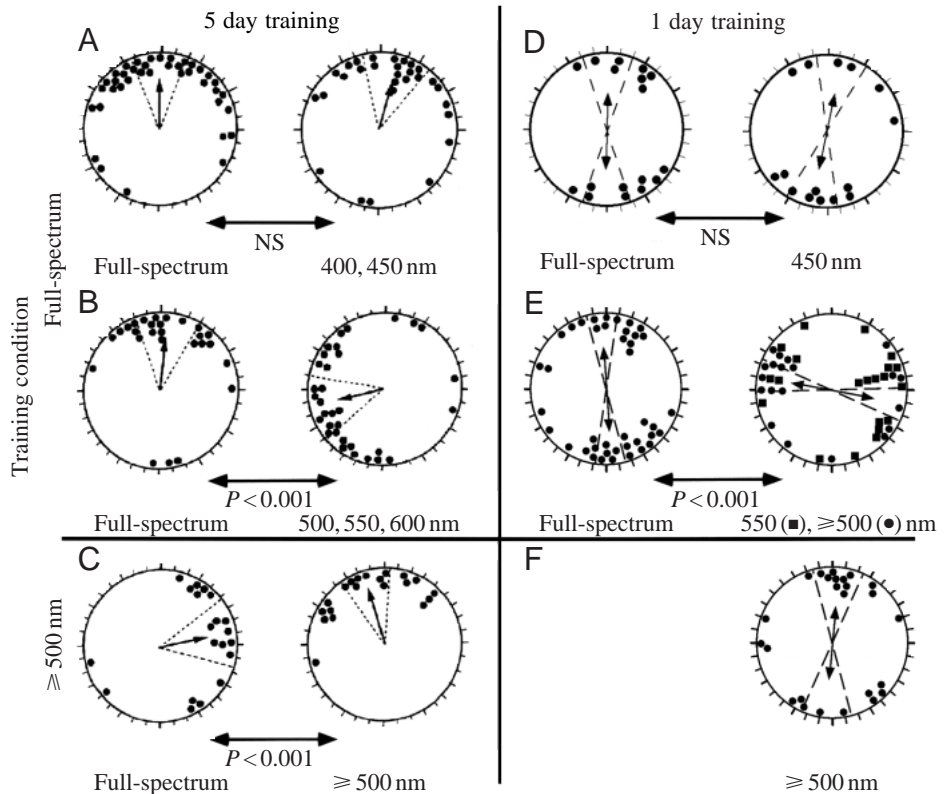 5 day training
1 day training
A
D
NS
NS
Full-spectrum
400, 450 nm
Full-spectrum
450 nm
Full-spectrum
B
E
P < 0.001
P < 0.001
Full-spectrum
500, 550, 600 nm
Full-spectrum
550 (■), ≥500 (●) nm
Training condition
C
F
≥ 500 nm
P < 0.001
Full-spectrum
≥ 500 nm
≥ 500 nm